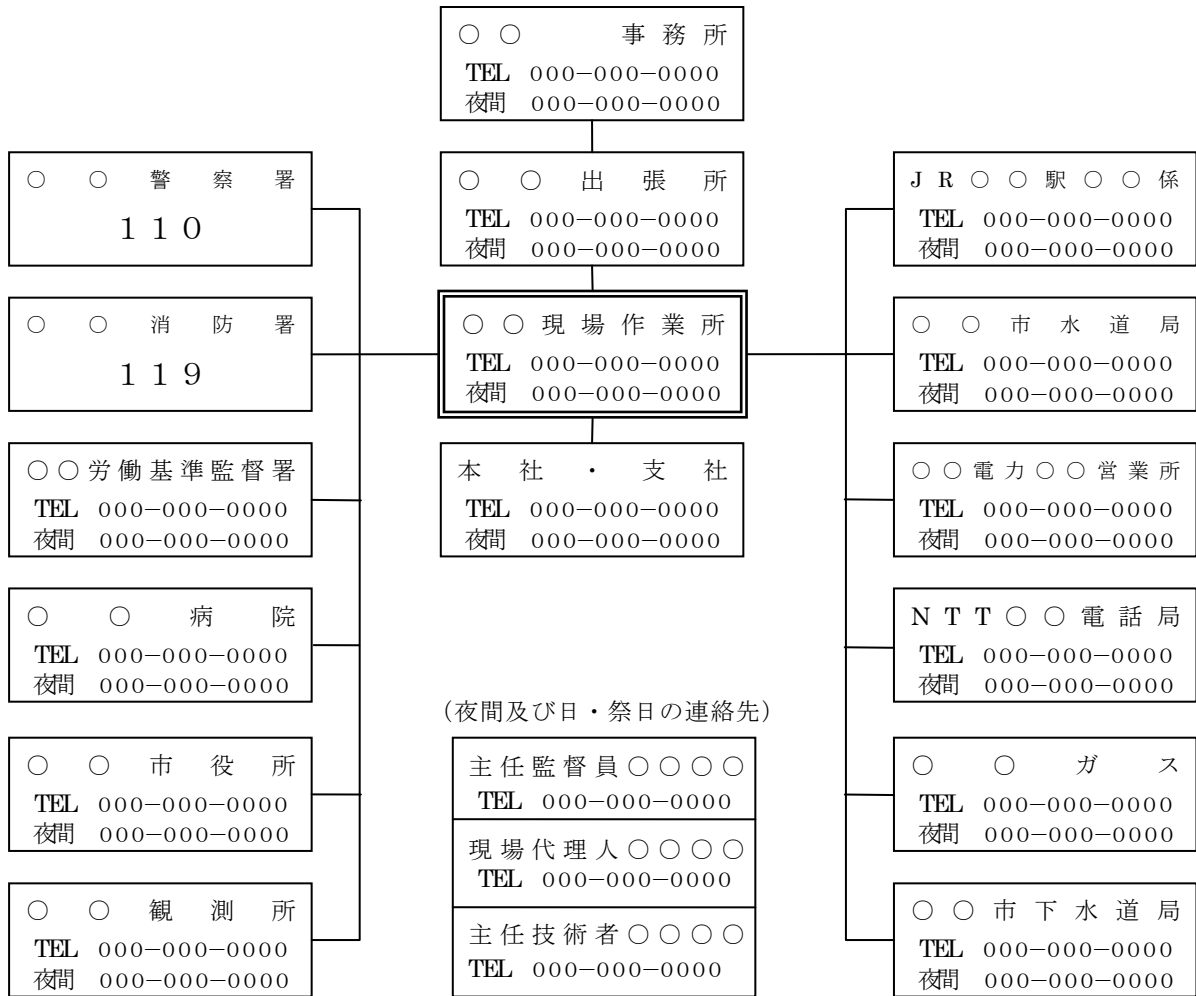 ○○ 事務所
TEL 000-000-0000
夜間 000-000-0000
○○警察署
110
○○消防署
119
○○労働基準監督署
TEL 000-000-0000
夜間 000-000-0000
○○病院
TEL 000-000-0000
夜間 000-000-0000
○○市役所
TEL 000-000-0000
夜間 000-000-0000
○○観測所
TEL 000-000-0000
夜間 000-000-0000
○○出張所
TEL 000-000-0000
夜間 000-000-0000
○○現場作業所
TEL 000-000-0000
夜間 000-000-0000
本社・支社
TEL 000-000-0000
夜間 000-000-0000
(夜間及び日・祭日の連絡先)
主任監督員○○○○
TEL 000-000-0000
現場代理人○○○○
TEL 000-000-0000
主任技術者○○○○
TEL 000-000-0000
JR○○駅○○係
TEL 000-000-0000
夜間 000-000-0000
○○市水道局
TEL 000-000-0000
夜間 000-000-0000
○○電力○○営業所
TEL 000-000-0000
夜間 000-000-0000
NTT○○電話局
TEL 000-000-0000
夜間 000-000-0000
○○ガス
TEL 000-000-0000
夜間 000-000-0000
○○市下水道局
TEL 000-000-0000
夜間 000-000-0000